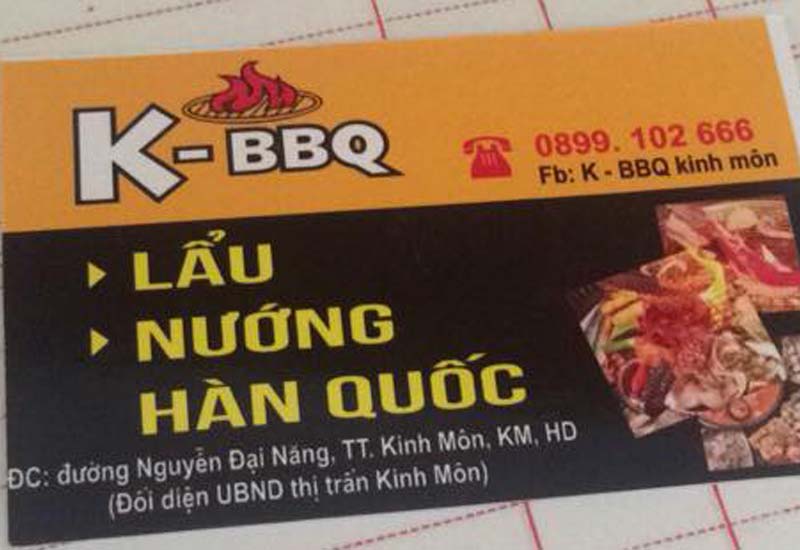 K-BBQ
0899. 102 666
Fb: K - BBQ kinh môn
LẨU
NƯỚNG
HÀN QUỐC
ĐC: đường Nguyễn Đại Năng, TT. Kinh Môn, KM, HD
(Đối diện UBND thị trấn Kinh Môn)